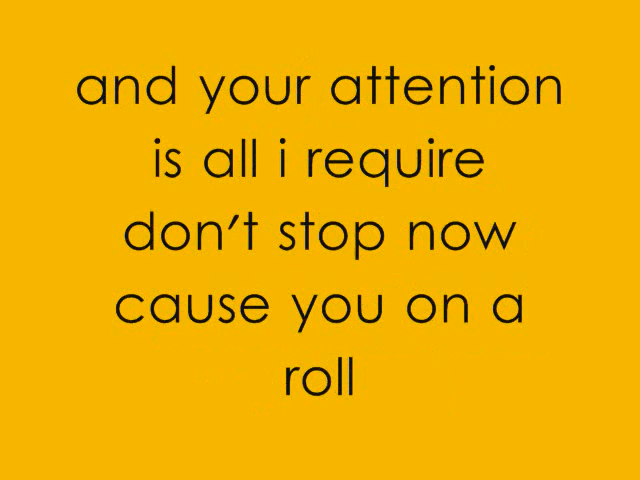 and your attention
is all i require
don't stop now
cause you on a
roll